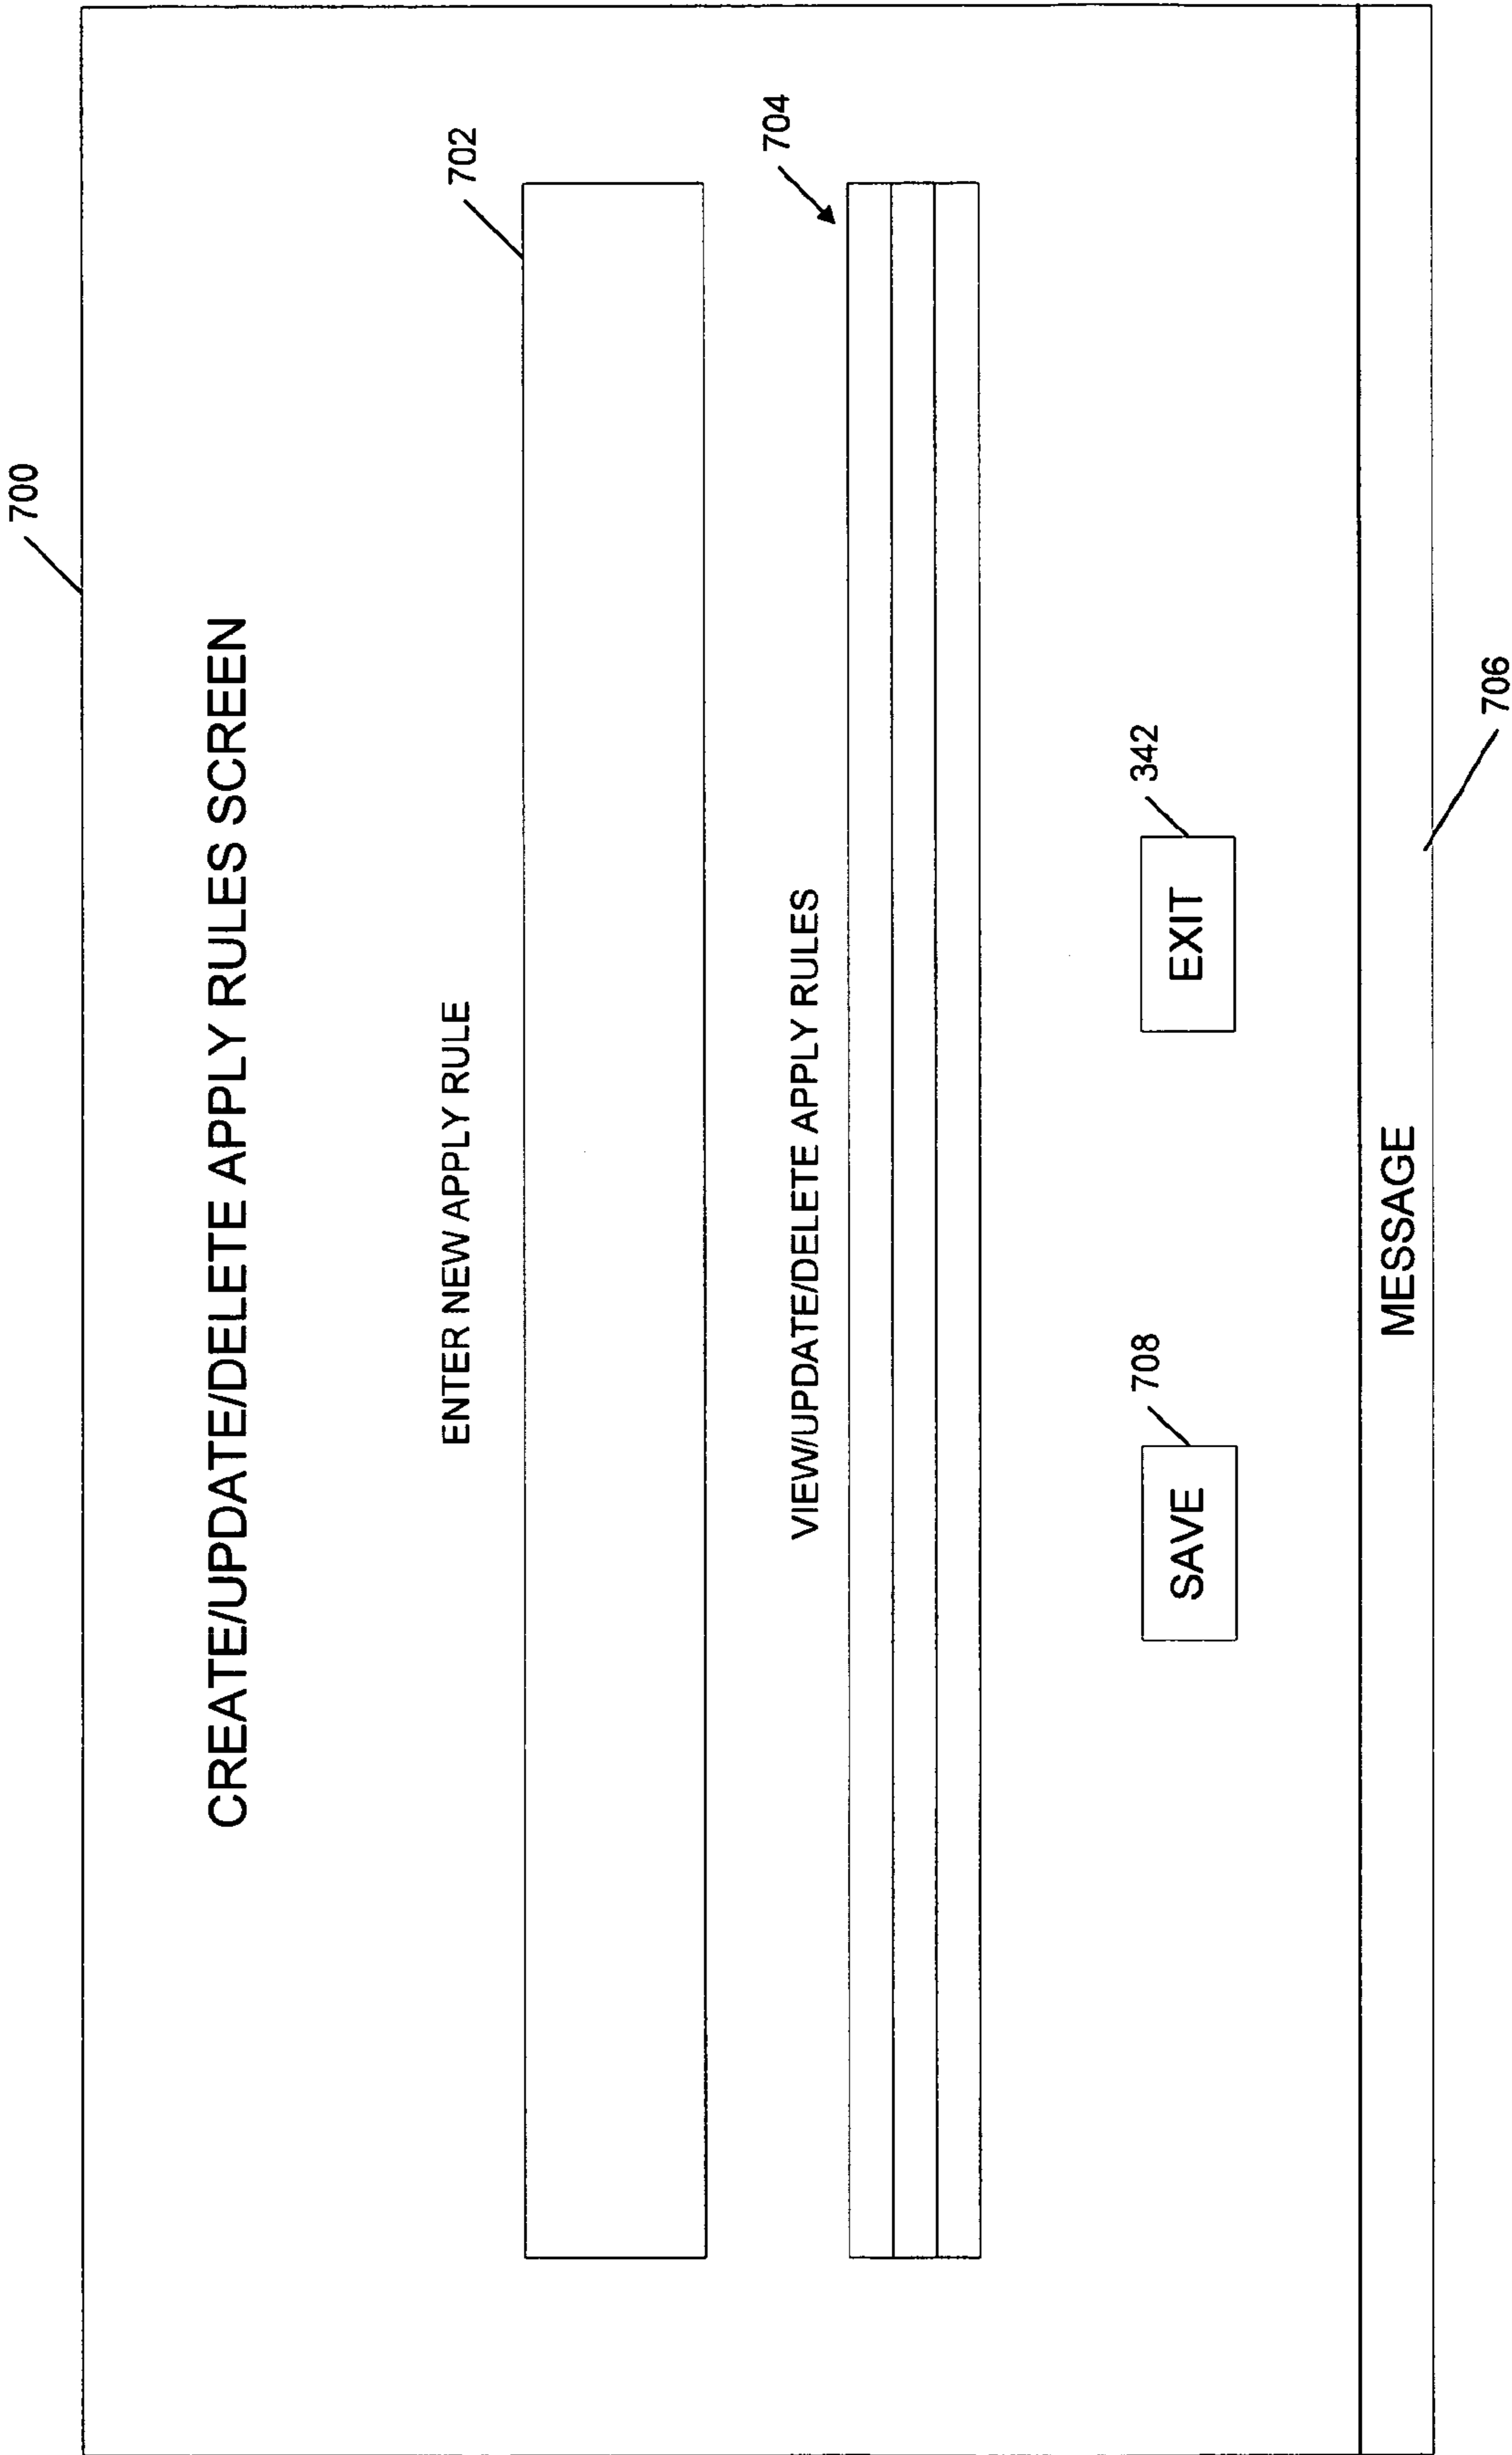 700
CREATE/UPDATE/DELETE APPLY RULES SCREEN
ENTER NEW APPLY RULE
702
VIEW/UPDATE/DELETE APPLY RULES
704
SAVE
708
EXIT
342
MESSAGE
706